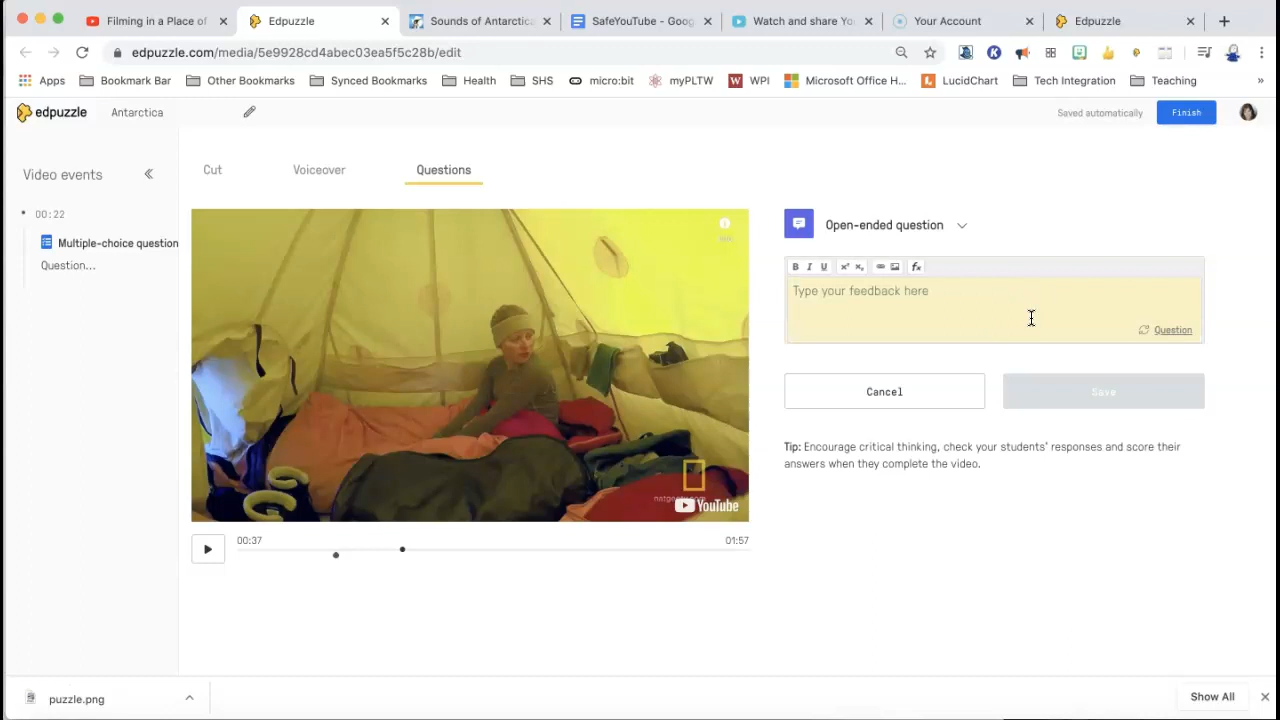 Filming in a Place of
Edpuzzle
Sounds of Antarctica
SafeYouTube - Goog
Watch and share Yo
Your Account
Edpuzzle
edpuzzle.com/media/5e9928cd4abec03ea5f5c28b/edit
Apps
Bookmark Bar
Other Bookmarks
Synced Bookmarks
Health
SHS
micro:bit
myPLTW
WPI
Microsoft Office H...
LucidChart
Tech Integration
Teaching
»
edpuzzle
Antarctica
Saved automatically
Finish
Video events
Cut
Voiceover
Questions
00:22
Multiple-choice question
Question...
Open-ended question
B I U x² x₂ fx
Type your feedback here
Question
Cancel
Save
Tip: Encourage critical thinking, check your students' responses and score their
answers when they complete the video.
YouTube
00:37
01:57
puzzle.png
Show All